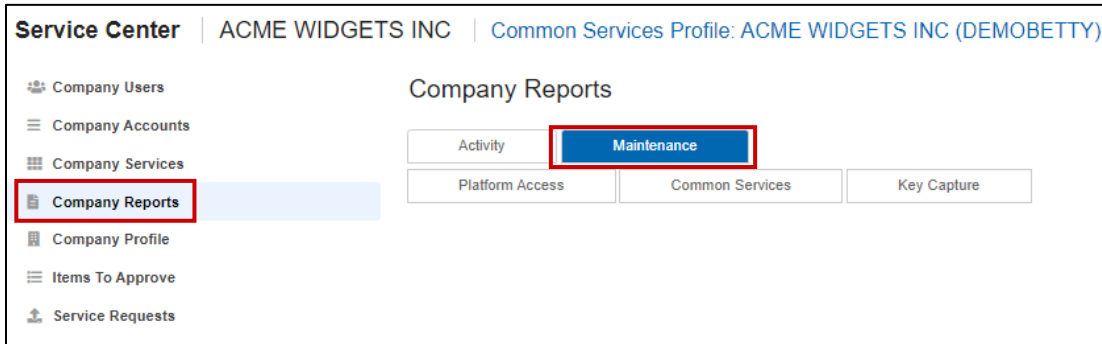 Service Center | ACME WIDGETS INC | Common Services Profile: ACME WIDGETS INC (DEMOBETTY)
Company Users
Company Accounts
Company Services
Company Reports
Company Profile
Items To Approve
Service Requests
Company Reports
Activity Maintenance
Platform Access Common Services Key Capture